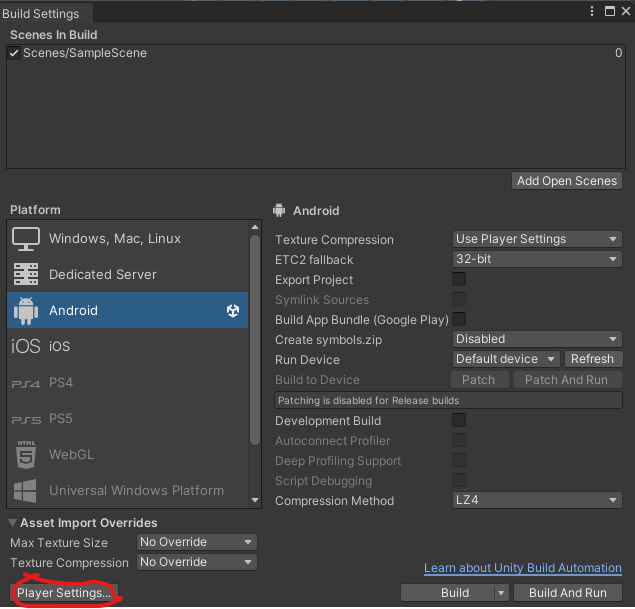 Build Settings
Scenes In Build
Scenes/SampleScene 0
Add Open Scenes
Platform
Windows, Mac, Linux
Dedicated Server
Android
iOS iOS
PS4 PS4
PS5 PS5
HTML 5 WebGL
Universal Windows Platform
Android
Texture Compression Use Player Settings
ETC2 fallback 32-bit
Export Project
Symlink Sources
Build App Bundle (Google Play)
Create symbols.zip Disabled
Run Device Default device Refresh
Build to Device Patch Patch And Run
Patching is disabled for Release builds
Development Build
Autoconnect Profiler
Deep Profiling Support
Script Debugging
Compression Method LZ4
Asset Import Overrides
Max Texture Size No Override
Texture Compression No Override
Learn about Unity Build Automation
Player Settings... Build Build And Run